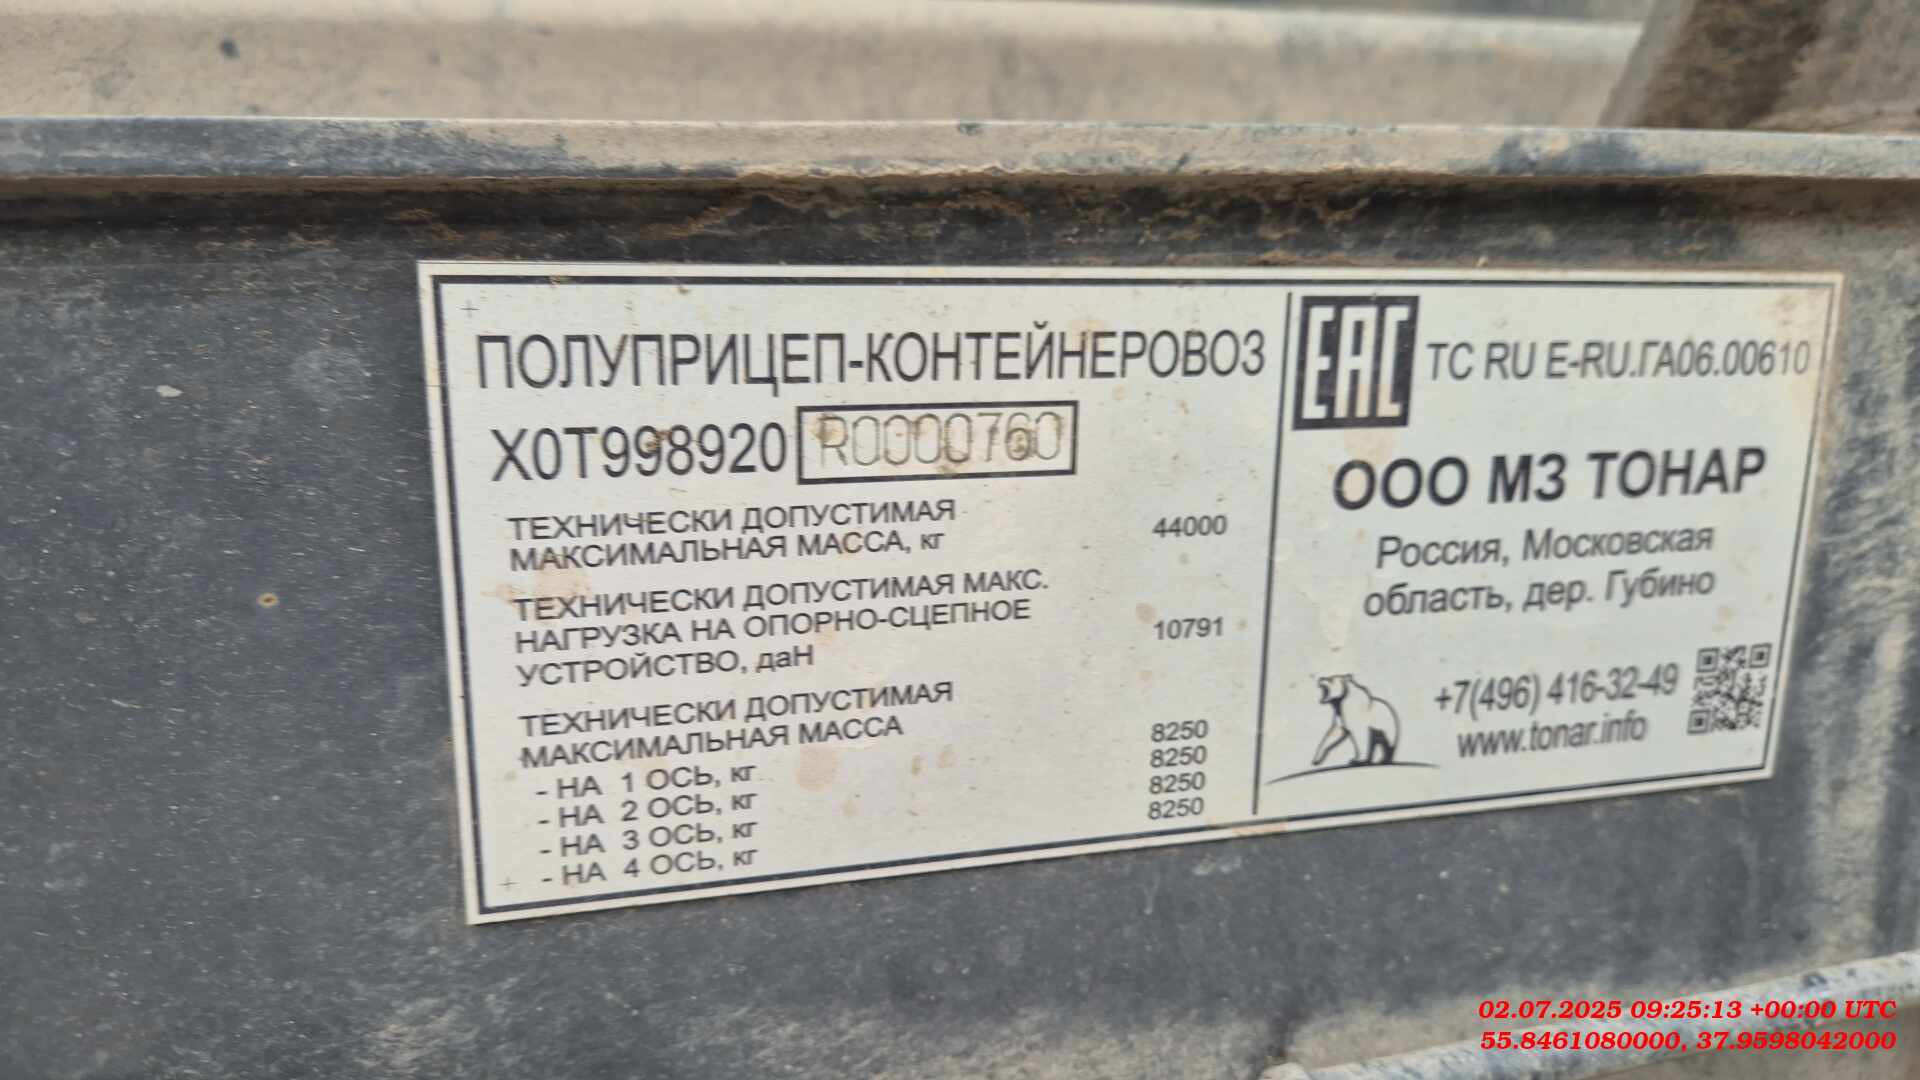 ПОЛУПРИЦЕП-КОНТЕЙНЕРОВОЗ
X0T998920 R0000760
ТЕХНИЧЕСКИ ДОПУСТИМАЯ
МАКСИМАЛЬНАЯ МАССА, кг 44000
ТЕХНИЧЕСКИ ДОПУСТИМАЯ МАКС.
НАГРУЗКА НА ОПОРНО-СЦЕПНОЕ
УСТРОЙСТВО, даН 10791
ТЕХНИЧЕСКИ ДОПУСТИМАЯ
МАКСИМАЛЬНАЯ МАССА
- НА 1 ОСЬ, кг 8250
- НА 2 ОСЬ, кг 8250
- НА 3 ОСЬ, кг 8250
- НА 4 ОСЬ, кг 8250
EAC TC RU E-RU.ГА06.00610
ООО МЗ ТОНАР
Россия, Московская
область, дер. Губино
+7(496) 416-32-49
www.tonar.info
02.07.2025 09:25:13 +00:00 UTC
55.8461080000, 37.9598042000